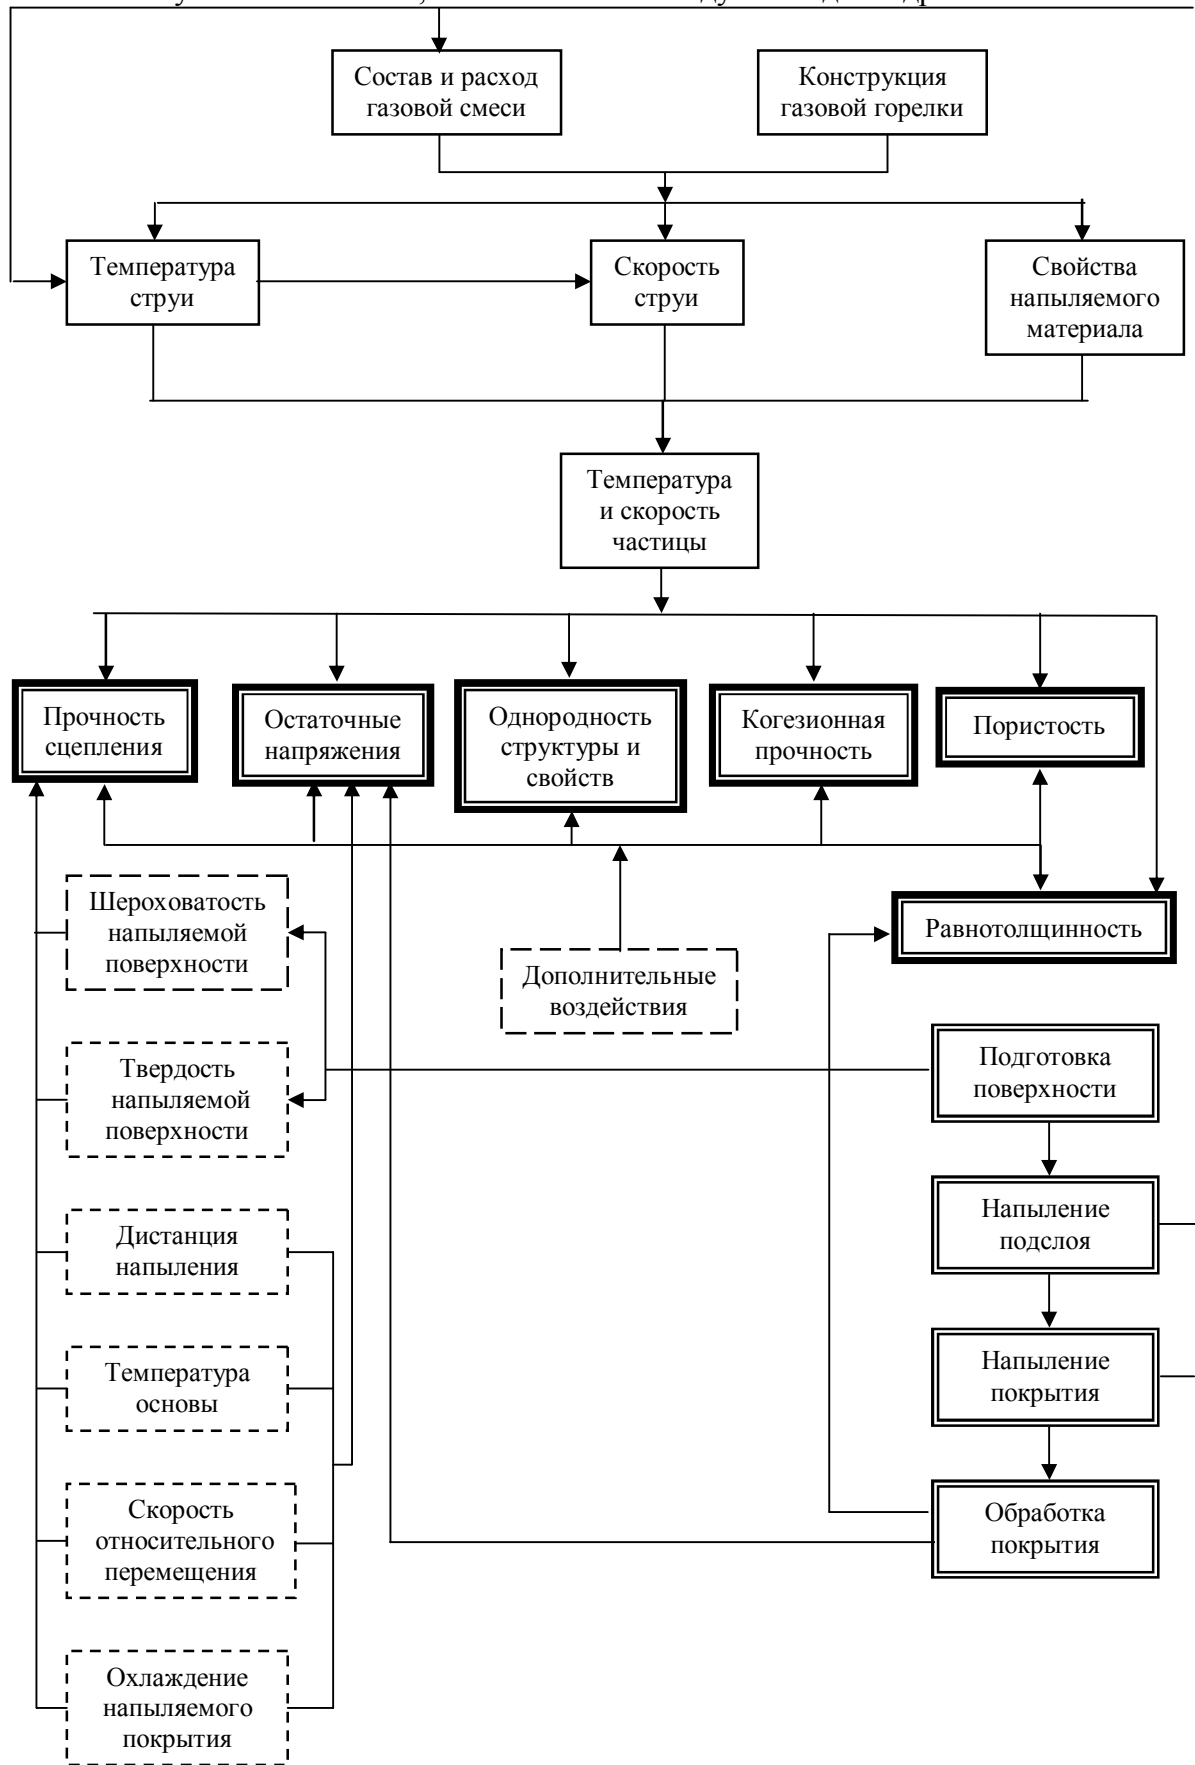 Состав и расход
газовой смеси
Конструкция
газовой горелки
Температура
струи
Скорость
струи
Свойства
напыляемого
материала
Температура
и скорость
частицы
Прочность
сцепления
Остаточные
напряжения
Однородность
структуры и
свойств
Когезионная
прочность
Пористость
Шероховатость
напыляемой
поверхности
Равнотолщинность
Дополнительные
воздействия
Твердость
напыляемой
поверхности
Подготовка
поверхности
Дистанция
напыления
Напыление
подслоя
Температура
основы
Напыление
покрытия
Скорость
относительного
перемещения
Обработка
покрытия
Охлаждение
напыляемого
покрытия